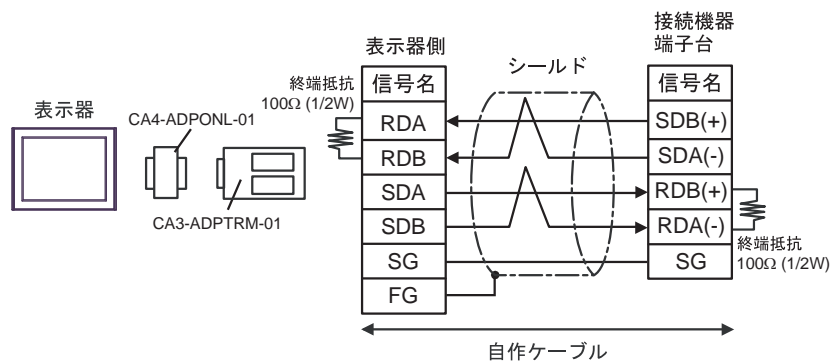 表示器
CA4-ADPONL-01
CA3-ADPTRM-01
終端抵抗
100Ω (1/2W)
表示器側
信号名
RDA
RDB
SDA
SDB
SG
FG
シールド
接続機器
端子台
信号名
SDB(+)
SDA(-)
RDB(+)
RDA(-)
SG
終端抵抗
100Ω (1/2W)
自作ケーブル